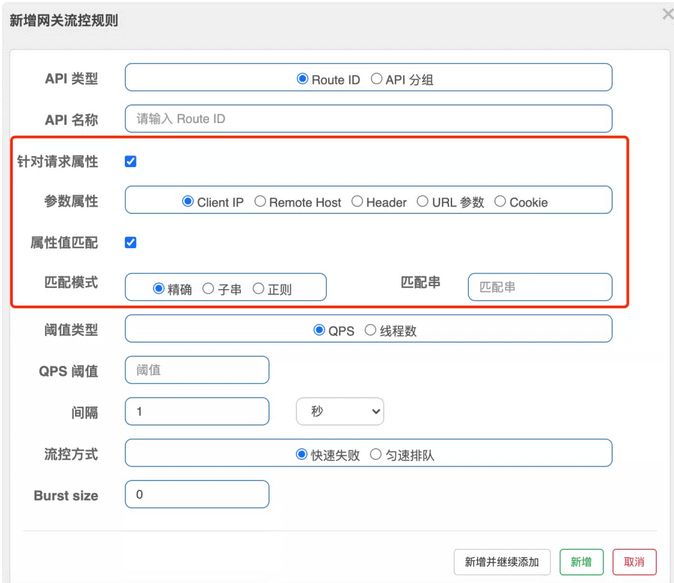 新增网关流控规则
API 类型 Route ID API 分组
API 名称 请输入 Route ID
针对请求属性
参数属性 Client IP Remote Host Header URL 参数 Cookie
属性值匹配
匹配模式 精确 子串 正则 匹配串 匹配串
阈值类型 QPS 线程数
QPS 阈值 阈值
间隔 1 秒
流控方式 快速失败 匀速排队
Burst size 0
新增并继续添加 新增 取消